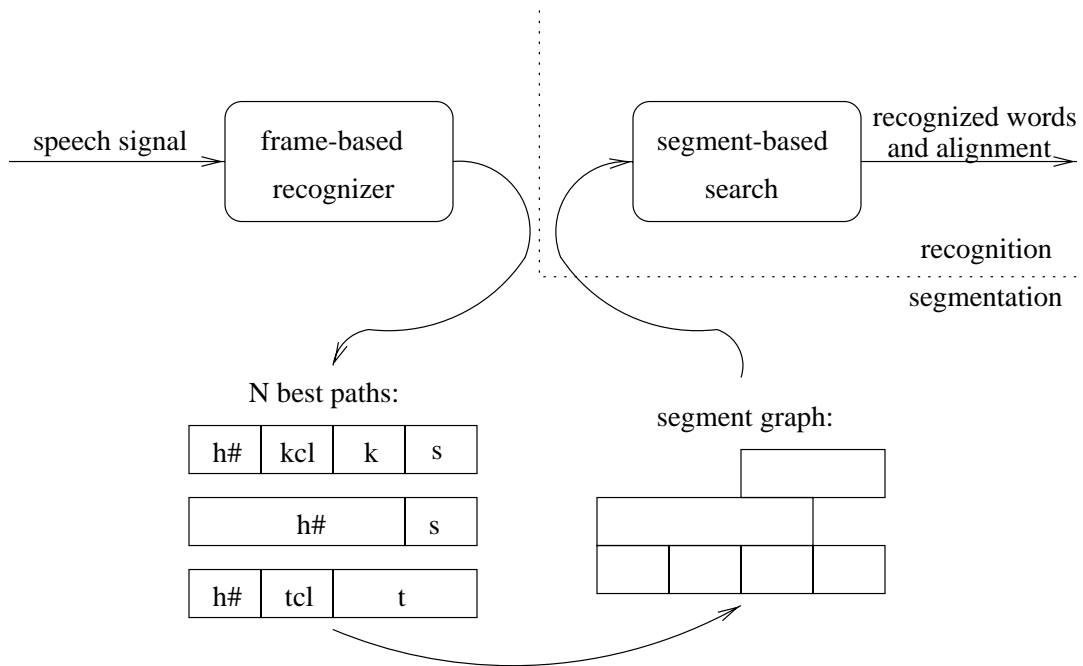 speech signal
frame-based
recognizer
segment-based
search
recognized words
and alignment
recognition
segmentation
N best paths:
h# kcl k s
h# s
h# tcl t
segment graph: